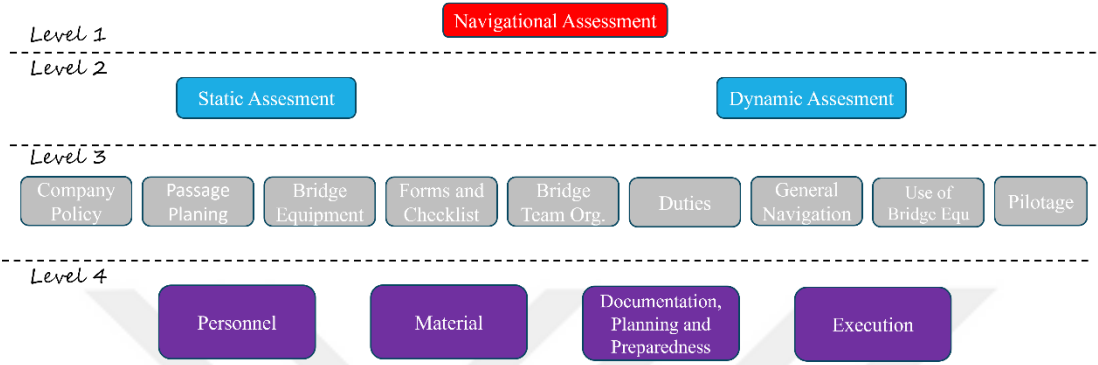 Navigational Assessment
Level 1
Level 2
Static Assesment
Dynamic Assesment
Level 3
Company
Policy
Passage
Planing
Bridge
Equipment
Forms and
Checklist
Bridge
Team Org.
Duties
General
Navigation
Use of
Bridge Equ
Pilotage
Level 4
Personnel
Material
Documentation,
Planning and
Preparedness
Execution